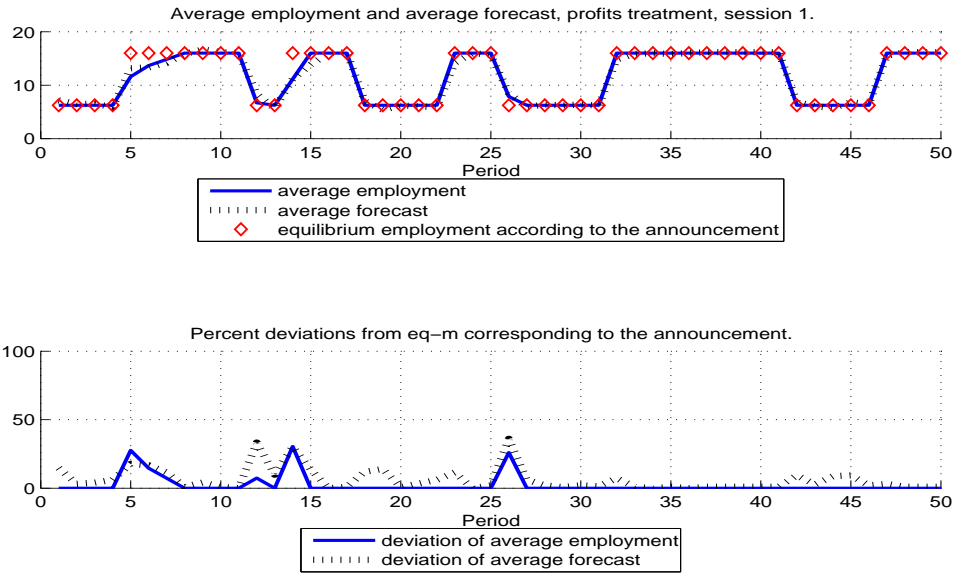 Average employment and average forecast, profits treatment, session 1.
20
10
0
0 5 10 15 20 25 30 35 40 45 50
Period
average employment
average forecast
equilibrium employment according to the announcement
Percent deviations from eq−m corresponding to the announcement.
100
50
0
0 5 10 15 20 25 30 35 40 45 50
Period
deviation of average employment
deviation of average forecast